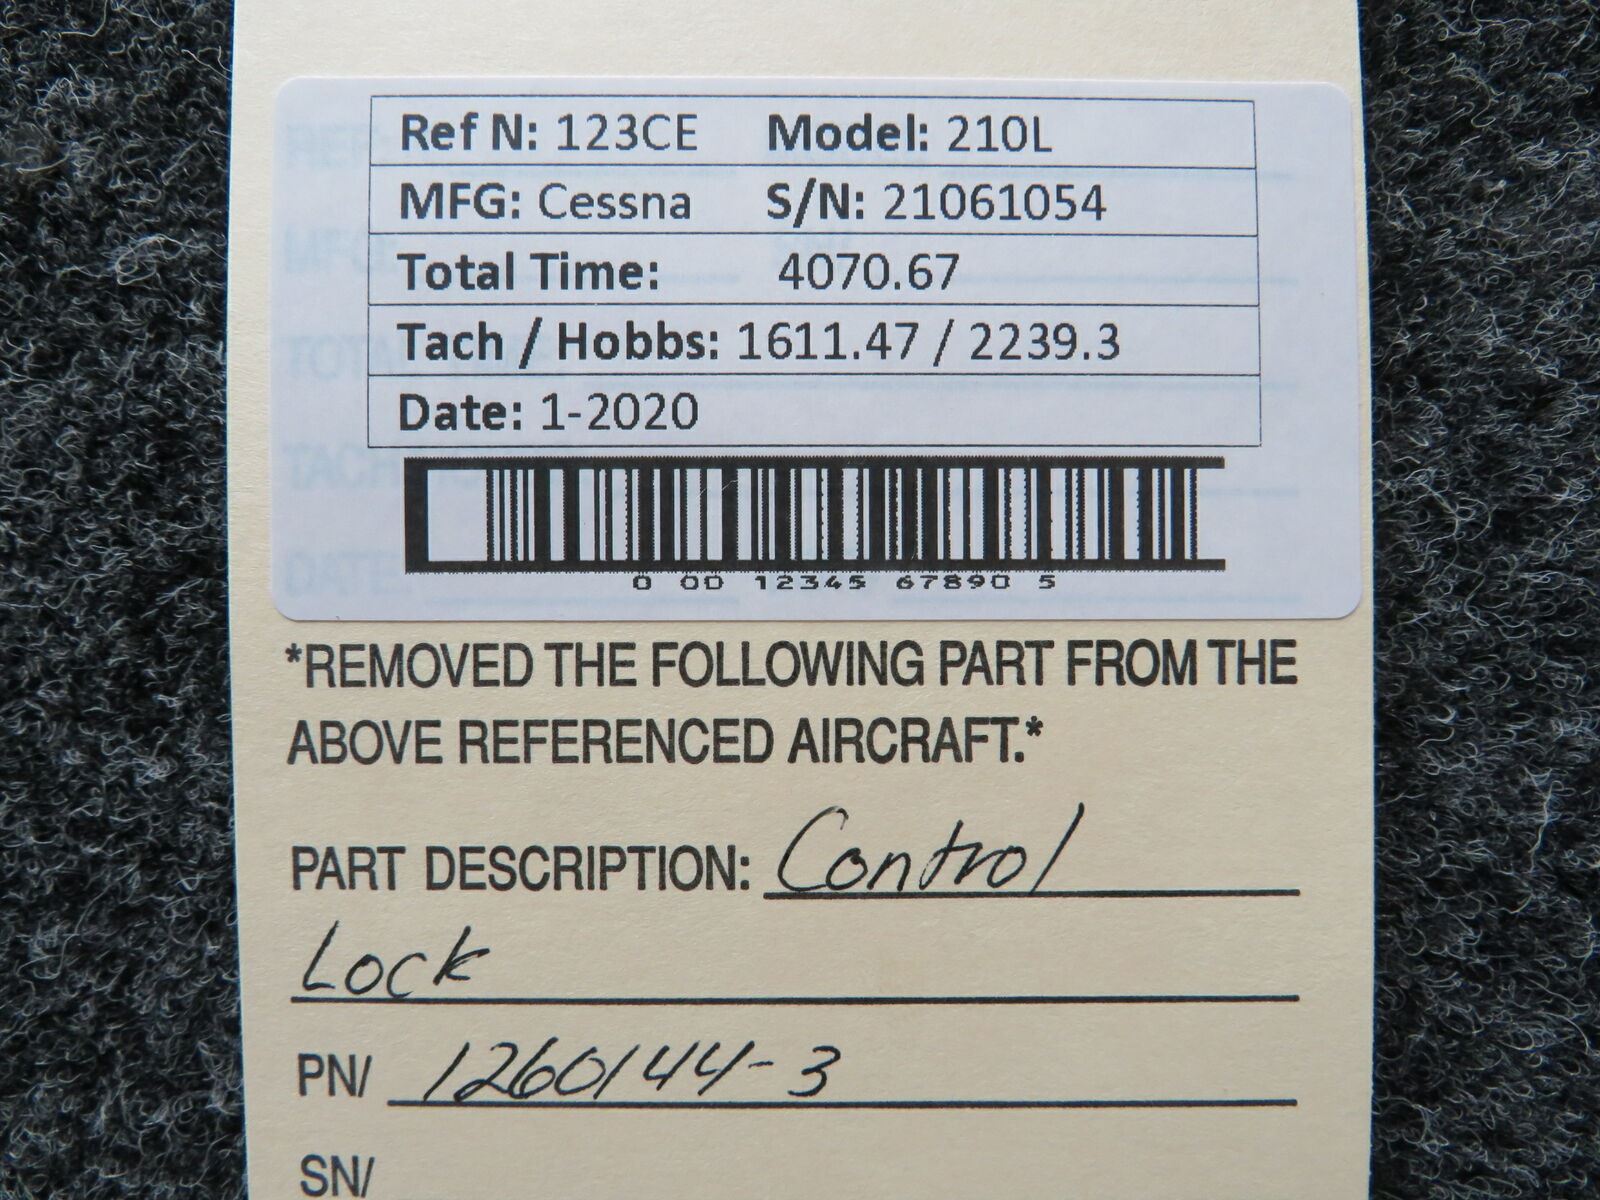 Ref N: 123CE Model: 210L
MFG: Cessna S/N: 21061054
Total Time: 4070.67
Tach / Hobbs: 1611.47 / 2239.3
Date: 1-2020
0 00 12345 67890 5
*REMOVED THE FOLLOWING PART FROM THE
ABOVE REFERENCED AIRCRAFT.*
PART DESCRIPTION: Control
Lock
PN/ 1260144-3
SN/